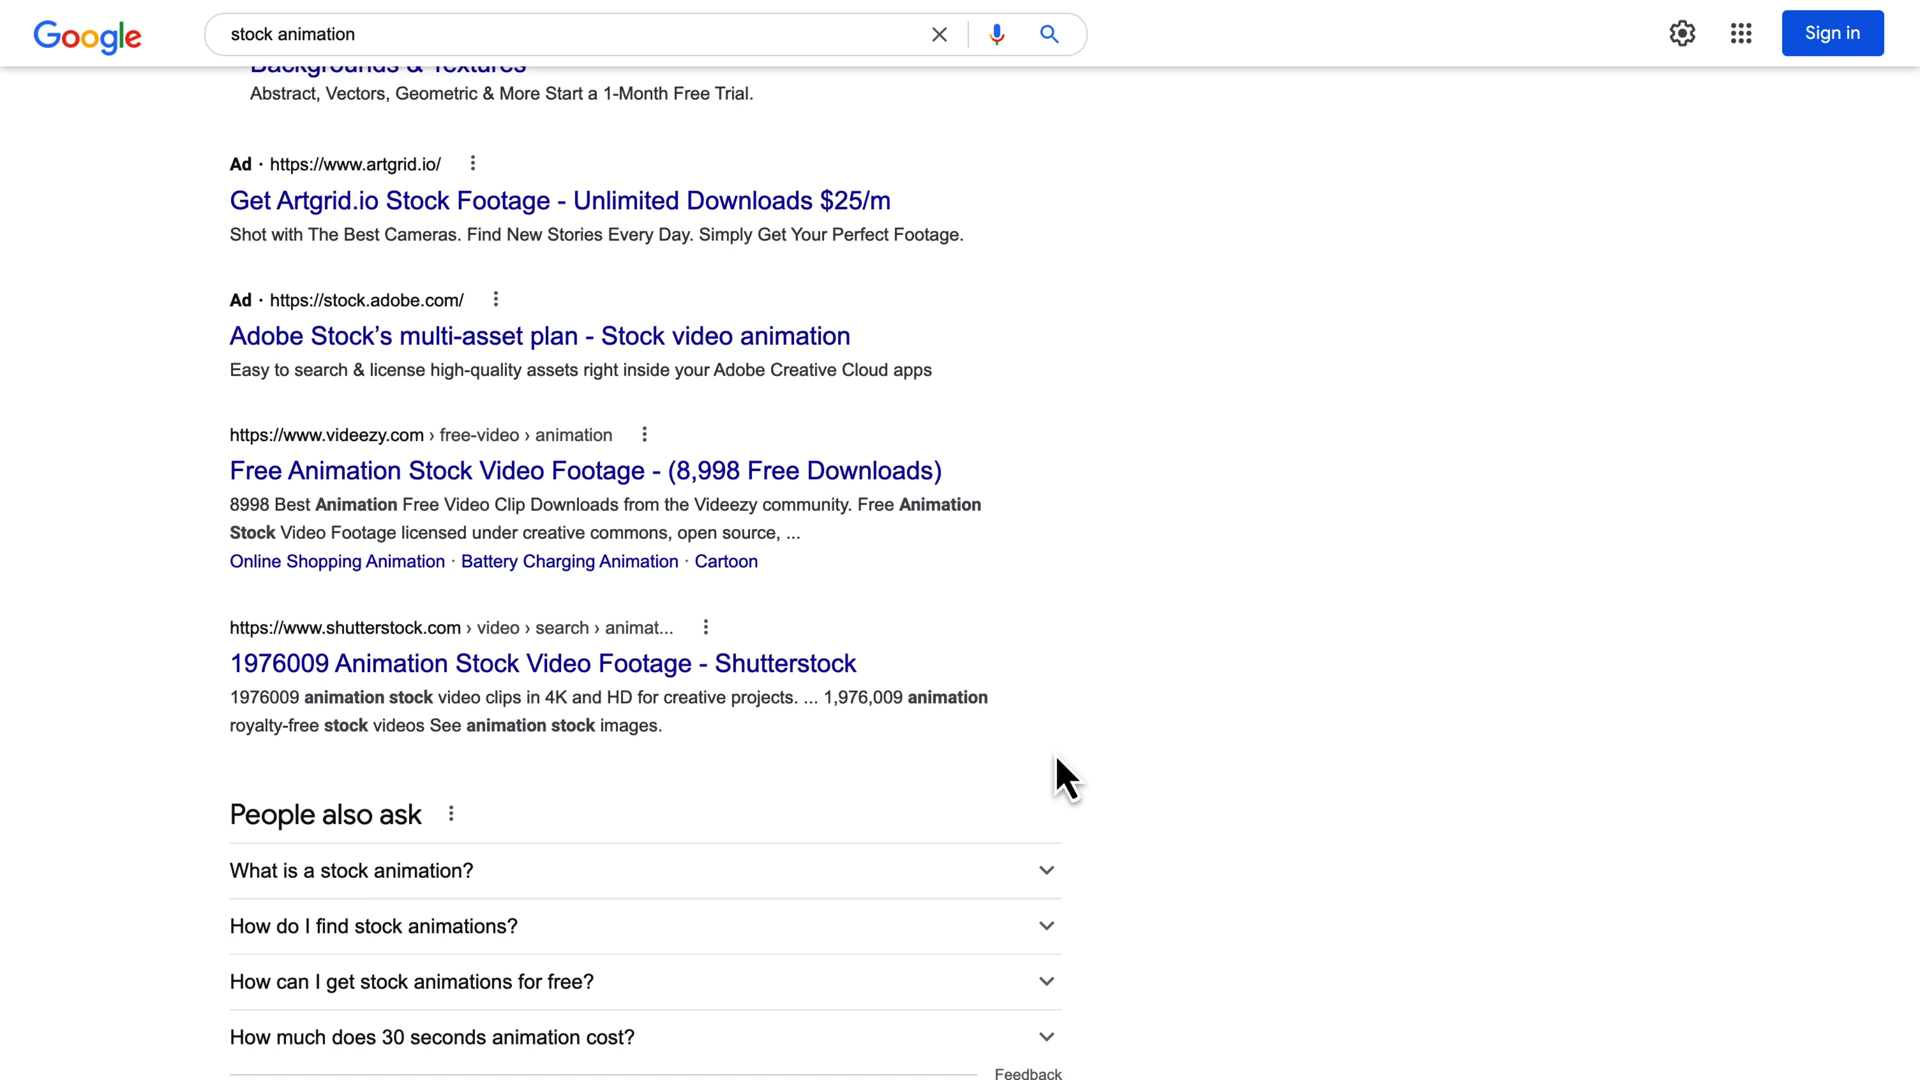 Google
stock animation
Sign in
Backgrounds & Textures
Abstract, Vectors, Geometric & More Start a 1-Month Free Trial.
Ad · https://www.artgrid.io/
Get Artgrid.io Stock Footage - Unlimited Downloads $25/m
Shot with The Best Cameras. Find New Stories Every Day. Simply Get Your Perfect Footage.
Ad · https://stock.adobe.com/
Adobe Stock’s multi-asset plan - Stock video animation
Easy to search & license high-quality assets right inside your Adobe Creative Cloud apps
https://www.videezy.com › free-video › animation
Free Animation Stock Video Footage - (8,998 Free Downloads)
8998 Best Animation Free Video Clip Downloads from the Videezy community. Free Animation
Stock Video Footage licensed under creative commons, open source, ...
Online Shopping Animation · Battery Charging Animation · Cartoon
https://www.shutterstock.com › video › search › animat...
1976009 Animation Stock Video Footage - Shutterstock
1976009 animation stock video clips in 4K and HD for creative projects. ... 1,976,009 animation
royalty-free stock videos See animation stock images.
People also ask
What is a stock animation?
How do I find stock animations?
How can I get stock animations for free?
How much does 30 seconds animation cost?
Feedback